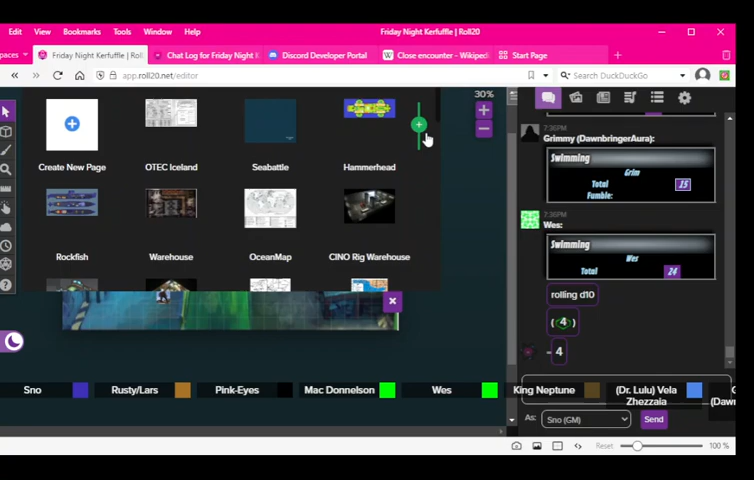 Edit View Bookmarks Tools Window Help
Friday Night Kerfuffle | Roll20
paces
Friday Night Kerfuffle | Roll
Chat Log for Friday Night K
Discord Developer Portal
Close encounter - Wikiped
Start Page
app.roll20.net/editor
Search DuckDuckGo
30%
Create New Page
OTEC Iceland
Seabattle
Hammerhead
Rockfish
Warehouse
OceanMap
CINO Rig Warehouse
7:36PM
Grimmy (DawnbringerAura):
Swimming
Grim
Total 15
Fumble:
7:36PM
Wes:
Swimming
Wes
Total 24
rolling d10
(4)
=4
Sno
Rusty/Lars
Pink-Eyes
Mac Donnelson
Wes
King Neptune
(Dr. Lulu) Vela
Zhezzaia
(Daw
As: Sno (GM) Send
Reset 100 %